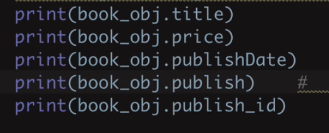 print(book_obj.title)
print(book_obj.price)
print(book_obj.publishDate)
print(book_obj.publish)    #
print(book_obj.publish_id)